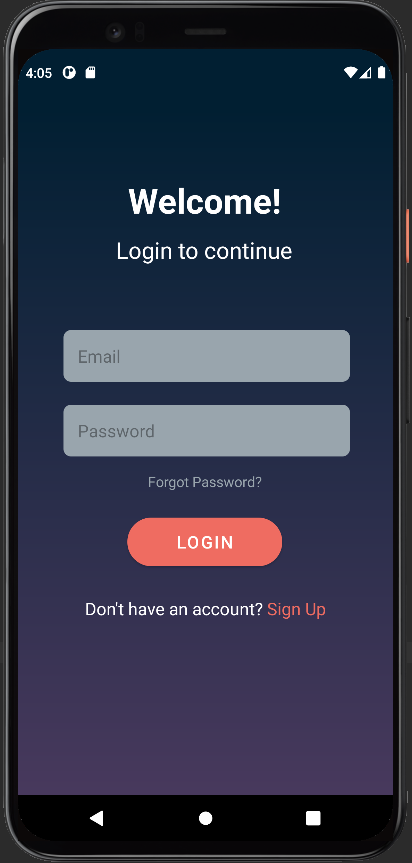 4:05
Welcome!
Login to continue
Email
Password
Forgot Password?
LOGIN
Don't have an account? Sign Up